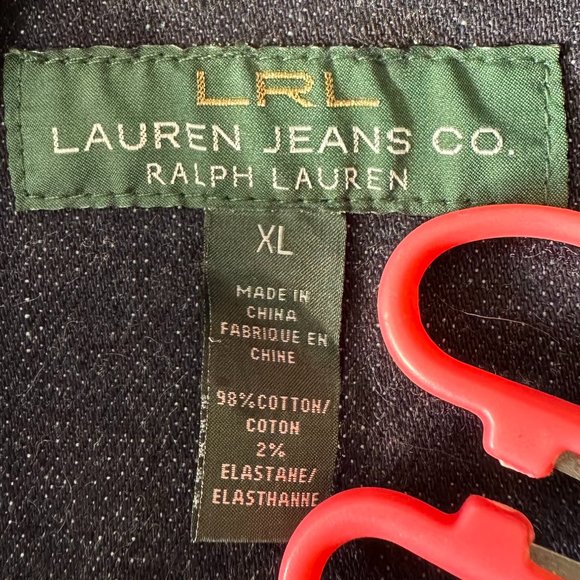 LRL
LAUREN JEANS CO.
RALPH LAUREN
XL
MADE IN
CHINA
FABRIQUE EN
CHINE
98% COTTON/
COTON
2%
ELASTANE/
ELASTHANNE